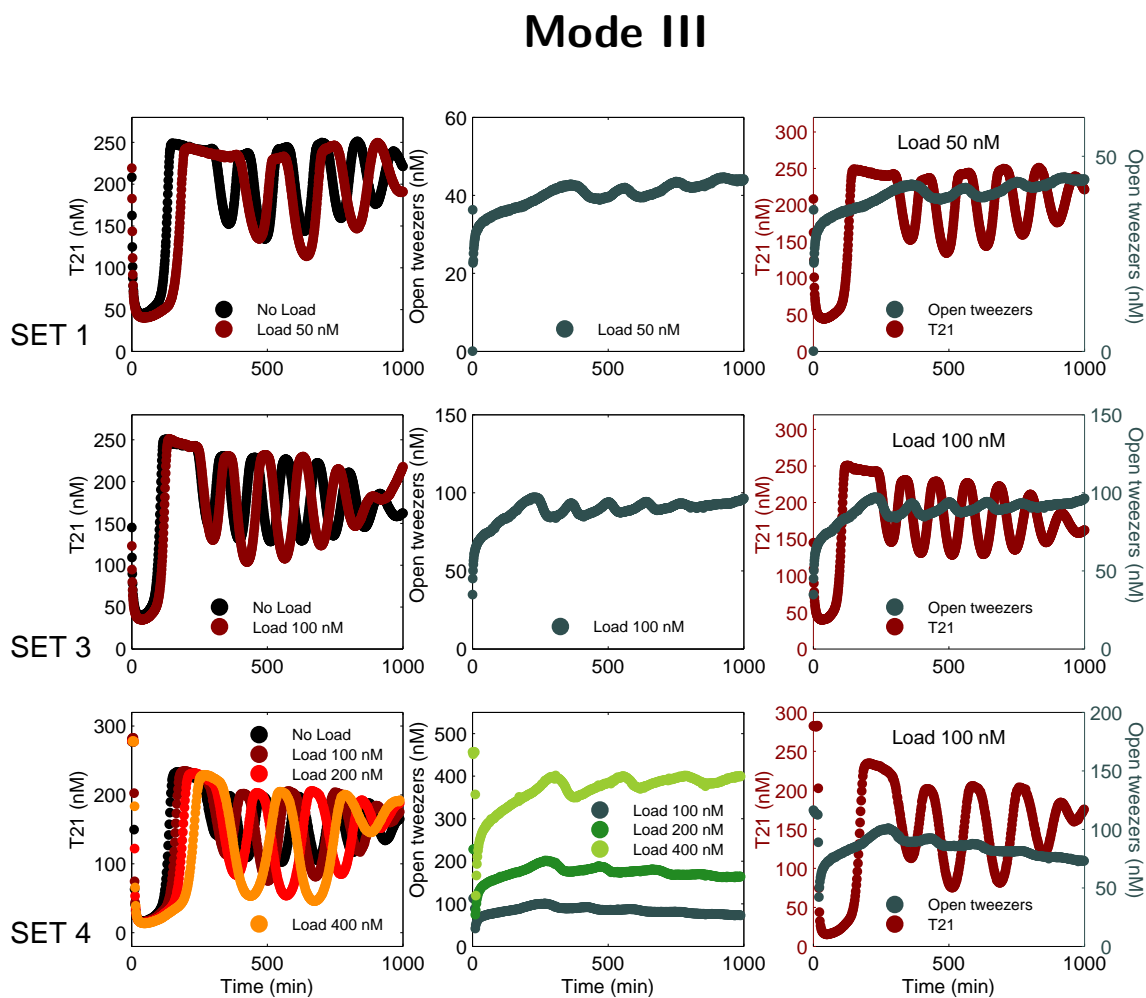 Mode III
SET 1
T21 (nM)
0
50
100
150
200
250
0
500
1000
No Load
Load 50 nM
Open tweezers (nM)
0
20
40
60
0
500
1000
Load 50 nM
T21 (nM)
0
50
100
150
200
250
300
0
500
1000
Load 50 nM
Open tweezers
T21
0
50
Open tweezers (nM)
SET 3
T21 (nM)
0
50
100
150
200
250
0
500
1000
No Load
Load 100 nM
Open tweezers (nM)
0
50
100
150
0
500
1000
Load 100 nM
T21 (nM)
0
50
100
150
200
250
300
0
500
1000
Load 100 nM
Open tweezers
T21
0
50
100
150
Open tweezers (nM)
SET 4
T21 (nM)
0
100
200
300
0
500
1000
Time (min)
No Load
Load 100 nM
Load 200 nM
Load 400 nM
Open tweezers (nM)
0
100
200
300
400
500
0
500
1000
Time (min)
Load 100 nM
Load 200 nM
Load 400 nM
T21 (nM)
0
50
100
150
200
250
300
0
500
1000
Time (min)
Load 100 nM
Open tweezers
T21
0
50
100
150
200
Open tweezers (nM)